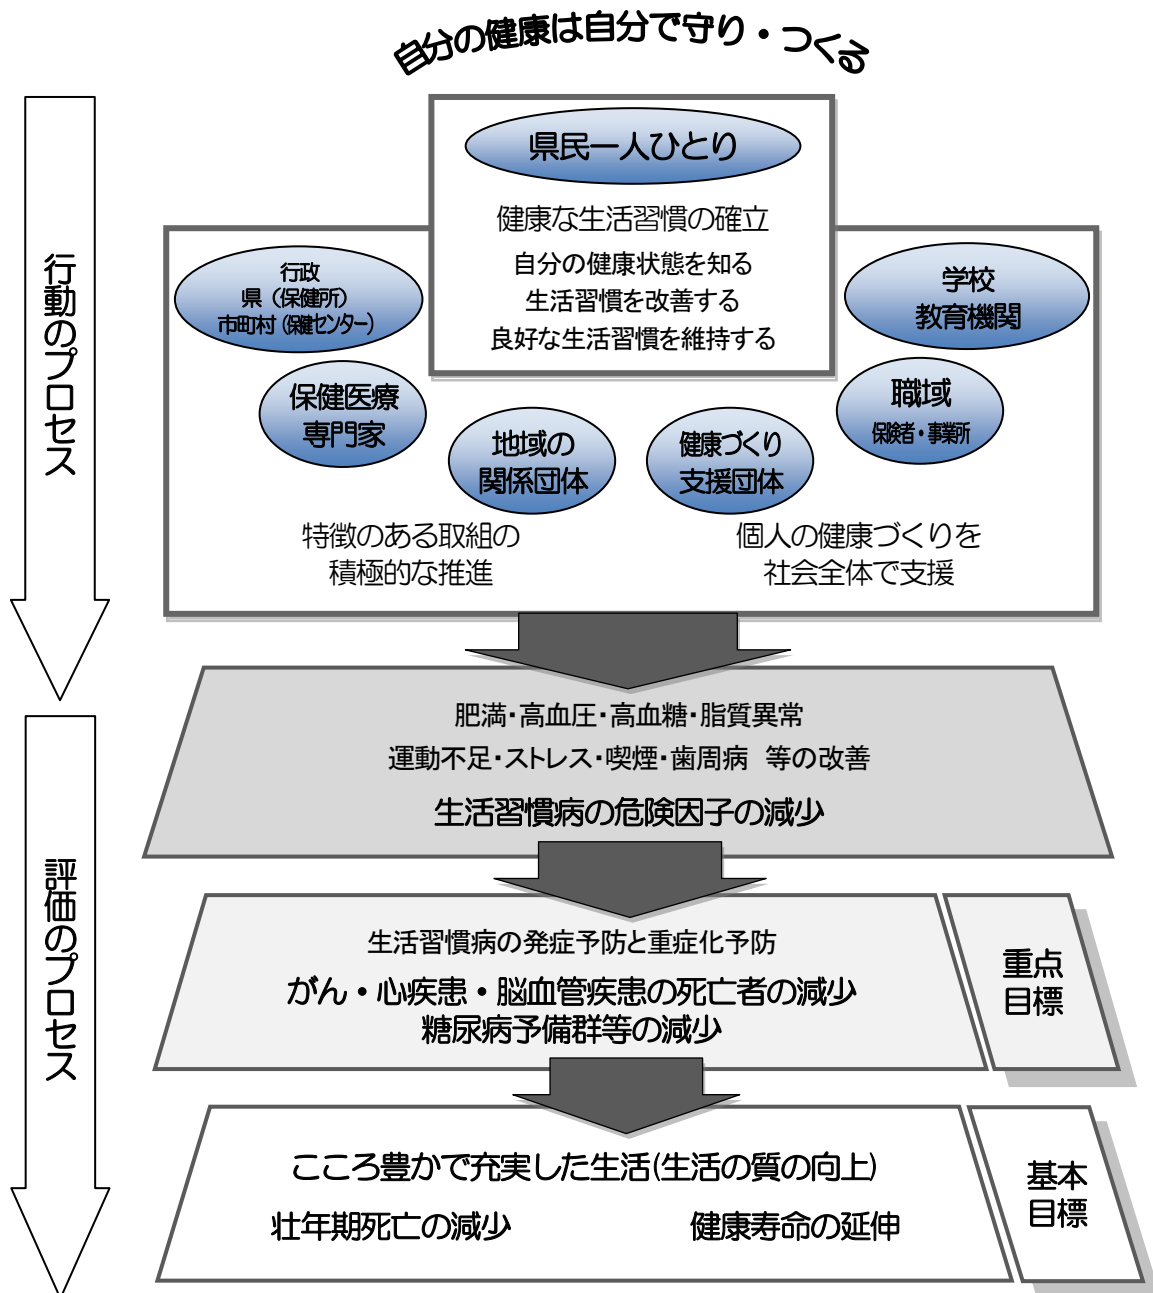 自分の健康は自分で守り・つくる
行動のプロセス
県民一人ひとり
健康な生活習慣の確立
自分の健康状態を知る
生活習慣を改善する
良好な生活習慣を維持する
行政
県（保健所）
市町村（保健センター）
学校
教育機関
保健医療
専門家
職域
保険者・事業所
地域の
関係団体
健康づくり
支援団体
特徴のある取組の
積極的な推進
個人の健康づくりを
社会全体で支援
評価のプロセス
肥満・高血圧・高血糖・脂質異常
運動不足・ストレス・喫煙・歯周病　等の改善
生活習慣病の危険因子の減少
生活習慣病の発症予防と重症化予防
がん・心疾患・脳血管疾患の死亡者の減少
糖尿病予備群等の減少
重点
目標
こころ豊かで充実した生活(生活の質の向上)
壮年期死亡の減少
健康寿命の延伸
基本
目標